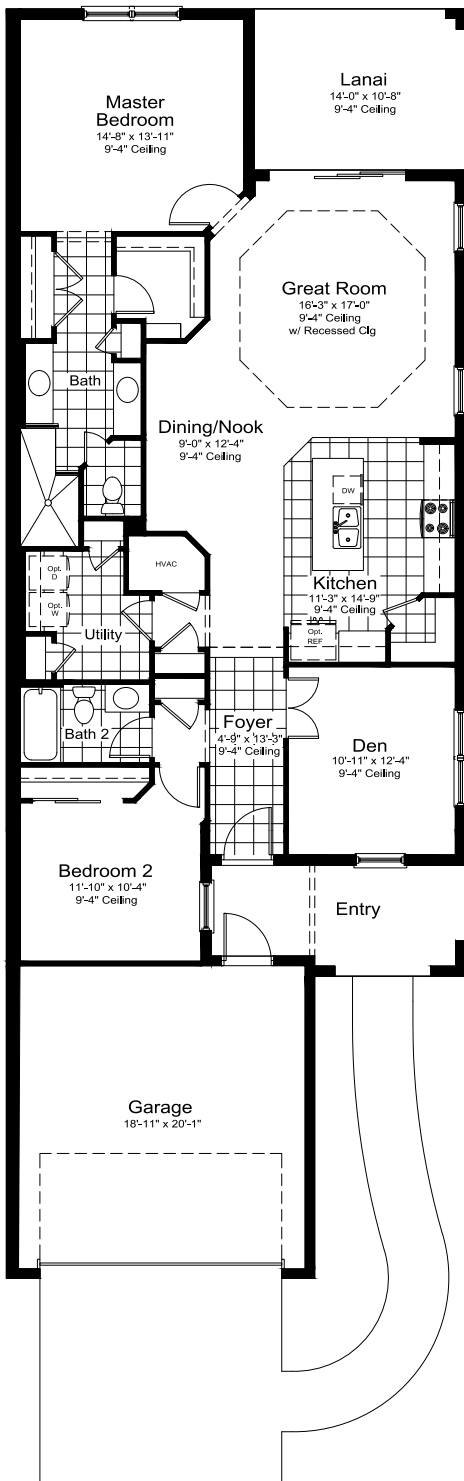 Lanai
14'-0" x 10'-8"
9'-4" Ceiling
Master
Bedroom
14'-8" x 13'-11"
9'-4" Ceiling
Great Room
16'-3" x 17'-0"
9'-4" Ceiling
w/ Recessed Clg
Bath
Dining/Nook
9'-0" x 12'-4"
9'-4" Ceiling
DW
HVAC
Opt.
D
Opt.
W
Utility
Kitchen
11'-3" x 14'-9"
9'-4" Ceiling
Opt.
REF
Bath 2
Foyer
4'-9" x 13'-3"
9'-4" Ceiling
Den
10'-11" x 12'-4"
9'-4" Ceiling
Bedroom 2
11'-10" x 10'-4"
9'-4" Ceiling
Entry
Garage
18'-11" x 20'-1"